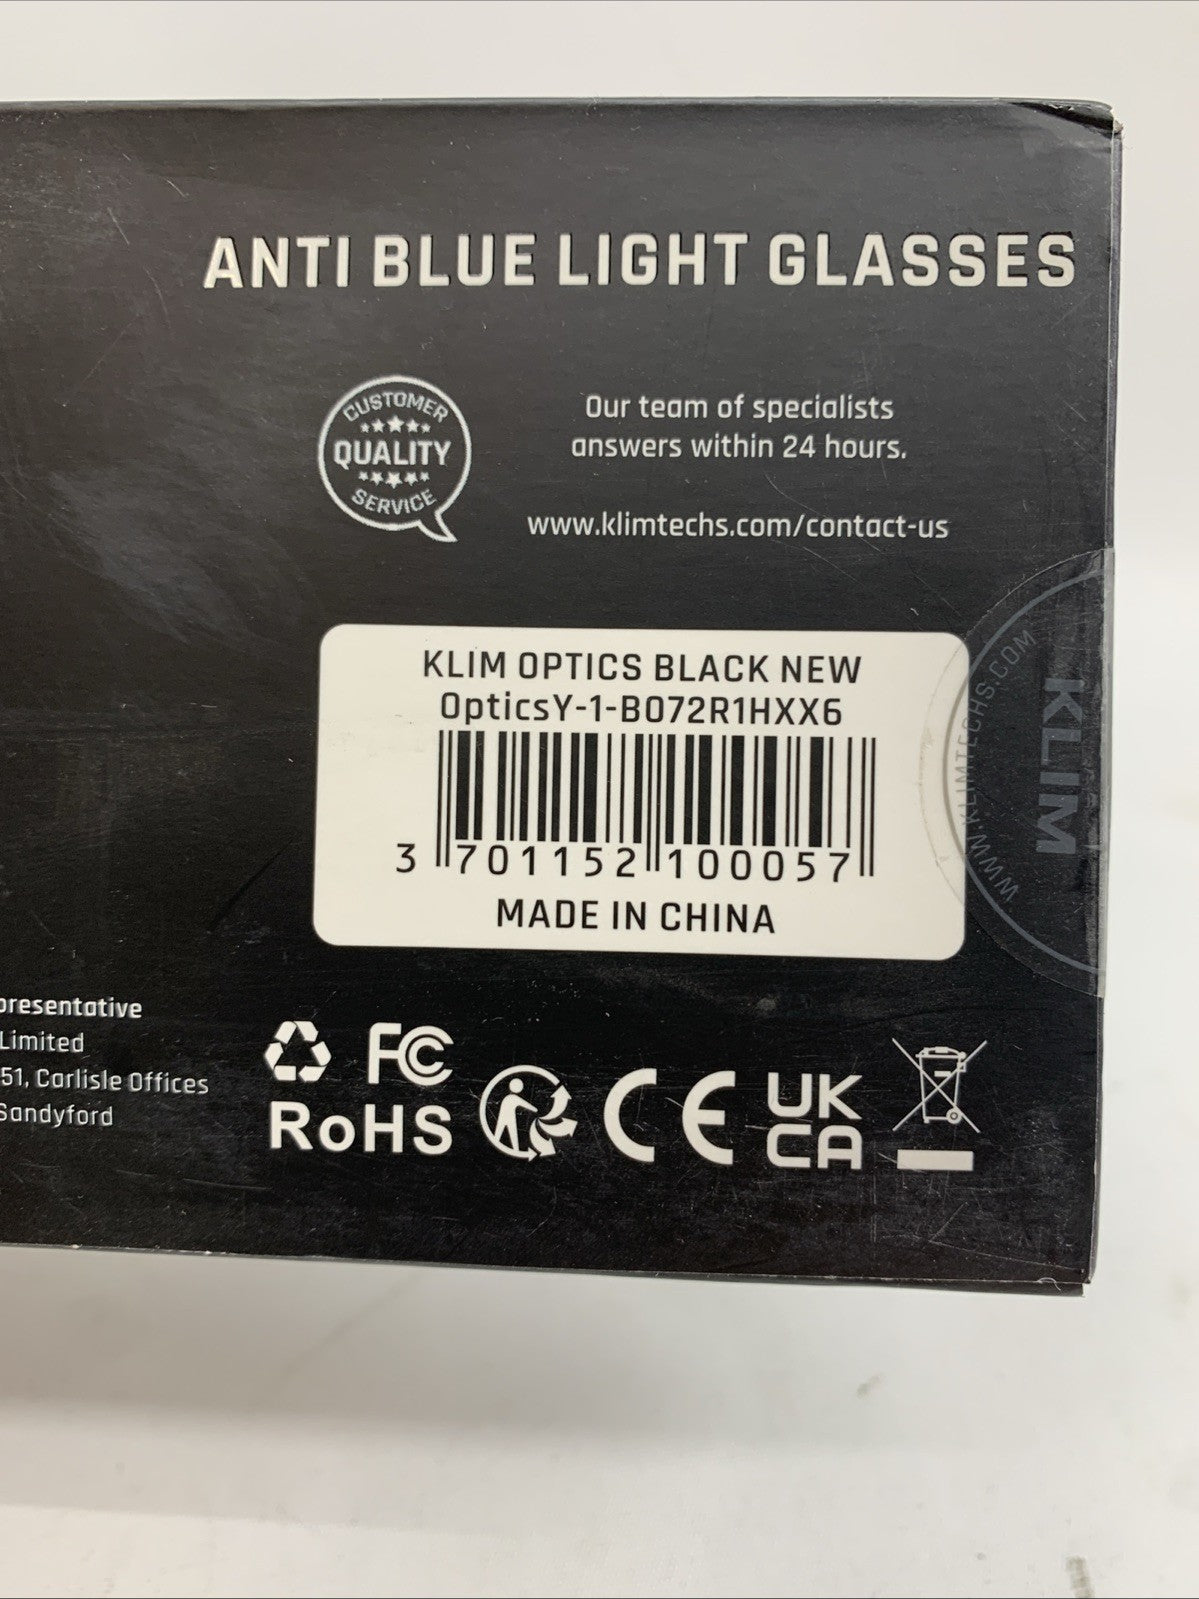 ANTI BLUE LIGHT GLASSES
CUSTOMER
QUALITY
SERVICE
Our team of specialists
answers within 24 hours.
www.klimtechs.com/contact-us
KLIM OPTICS BLACK NEW
OpticsY-1-B072R1HXX6
3 701152 100057
MADE IN CHINA
WWW.KLIMTECHS.COM
KLIM
presentative
Limited
51, Carlisle Offices
Sandyford
FC
RoHS
CE
UK
CA